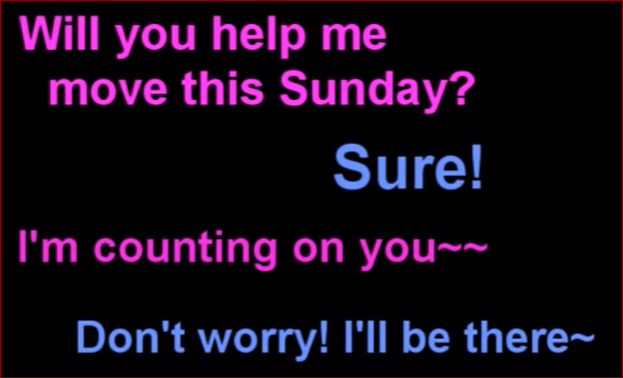 Will you help me
move this Sunday?
Sure!
I'm counting on you~~
Don't worry! I'll be there~